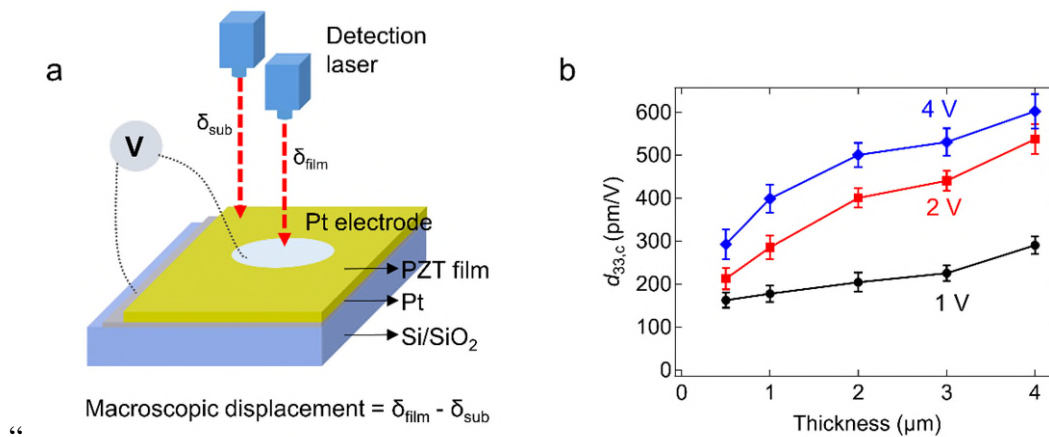 a
Detection
laser
δsub
δfilm
V
Pt electrode
PZT film
Pt
Si/SiO2
Macroscopic displacement = δfilm - δsub
“
b
600
500
400
300
200
100
0
d33,c (pm/V)
4 V
2 V
1 V
0 1 2 3 4
Thickness (μm)